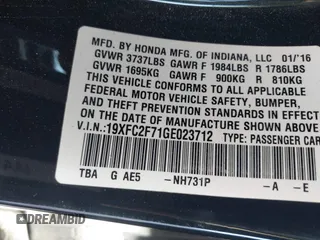 MFD. BY HONDA MFG. OF INDIANA, LLC 01/'16
GVWR 3737LBS GAWR F 1984LBS R 1786LBS
GVWR 1695KG GAWR F 900KG R 810KG
THIS VEHICLE CONFORMS TO ALL APPLICABLE
FEDERAL MOTOR VEHICLE SAFETY, BUMPER, AND
THEFT PREVENTION STANDARDS IN EFFECT ON
THE DATE OF MANUFACTURE SHOWN ABOVE.
V.I.N.: 19XFC2F71GE023712 TYPE: PASSENGER CAR
TBA G AE5 -NH731P -A -E